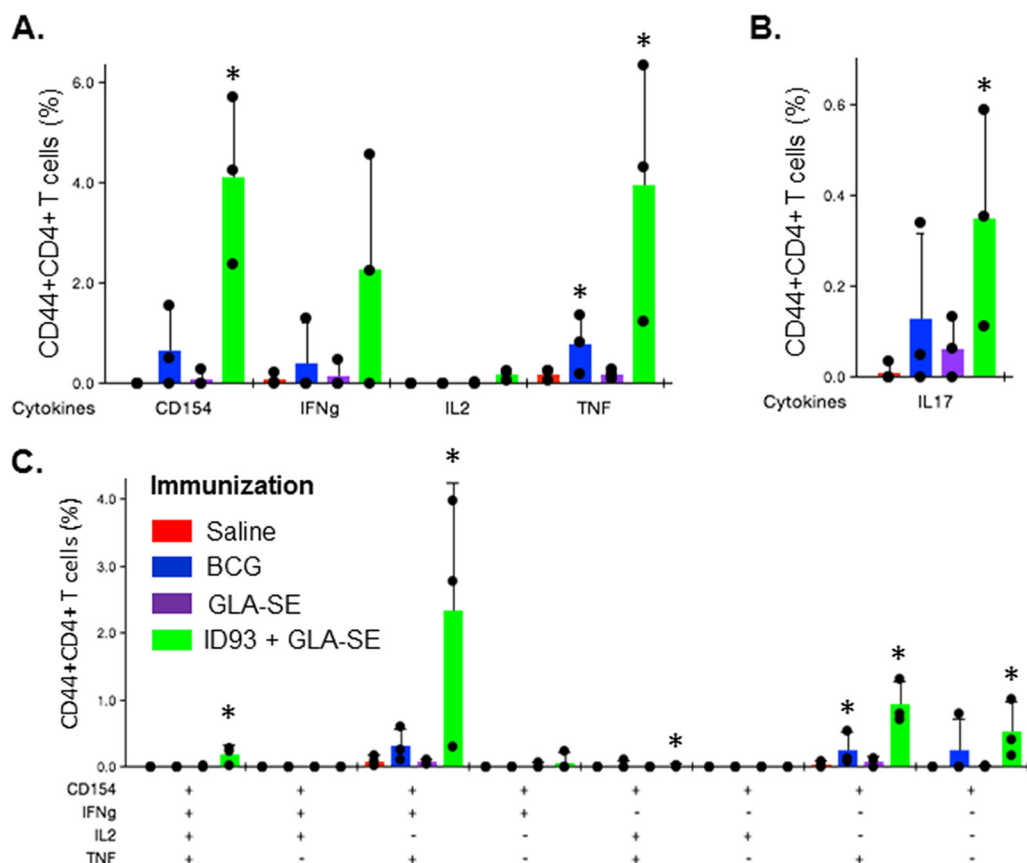 A.
B.
*
*
*
*
6.0
4.0
2.0
0.0
CD44+CD4+ T cells (%)
Cytokines
CD154
IFNg
IL2
TNF
0.6
0.4
0.2
0.0
CD44+CD4+ T cells (%)
Cytokines
IL17
C.
Immunization
Saline
BCG
GLA-SE
ID93 + GLA-SE
4.0
3.0
2.0
1.0
0.0
CD44+CD4+ T cells (%)
*
*
*
*
*
*
CD154 + + + + + + + +
IFNg + + + + - - - -
IL2 + + - - + + - -
TNF + - + - + - + -